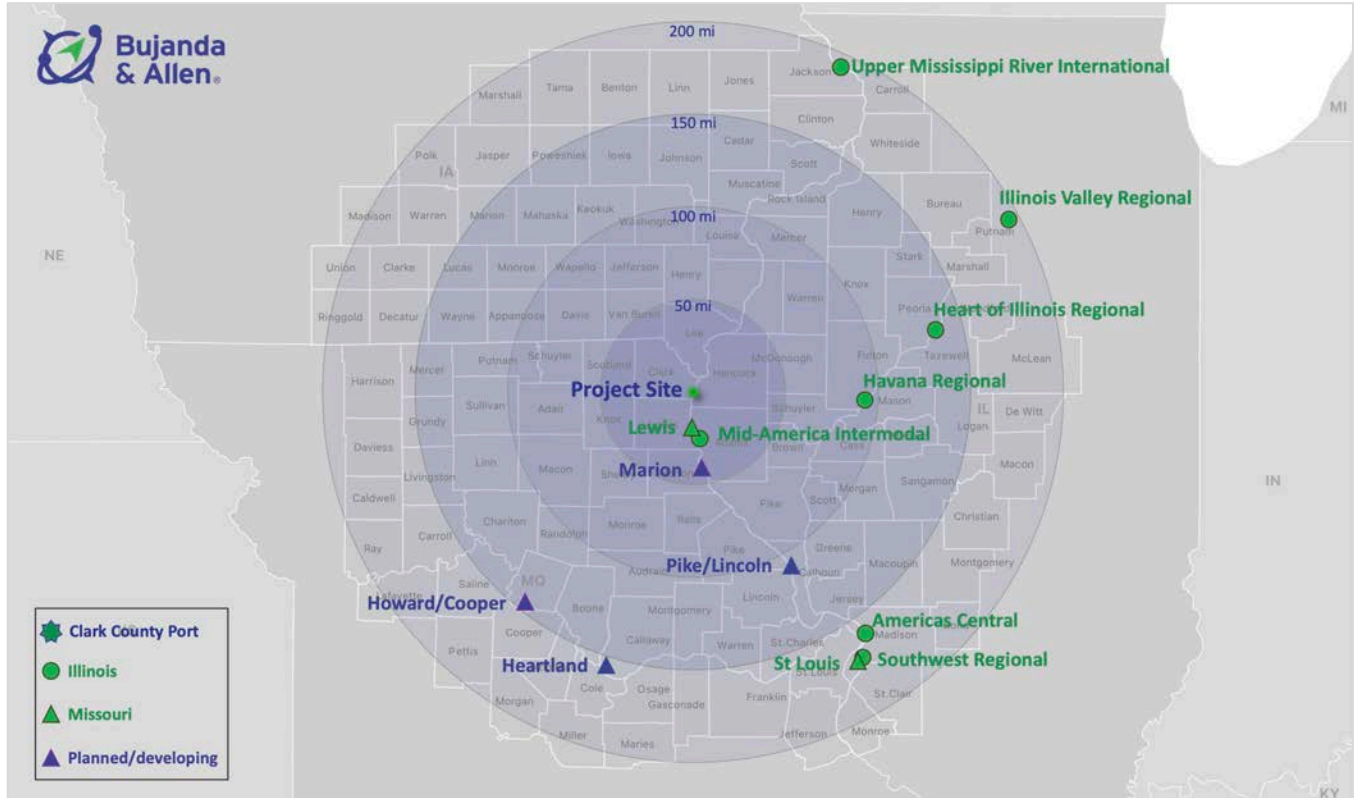 Bujanda
& Allen®
200 mi
150 mi
100 mi
50 mi
Upper Mississippi River International
Illinois Valley Regional
Heart of Illinois Regional
Havana Regional
Project Site
Lewis
Mid-America Intermodal
Marion
Pike/Lincoln
Howard/Cooper
Heartland
Americas Central
St Louis
Southwest Regional
Clark County Port
Illinois
Missouri
Planned/developing
NE
IA
MI
IL
IN
MO
KY
Marshall
Tama
Benton
Linn
Jones
Jackson
Carroll
Clinton
Whiteside
Polk
Jasper
Poweshiek
Iowa
Johnson
Cedar
Scott
Muscatine
Rock Island
Henry
Bureau
Putnam
Madison
Warren
Marion
Mahaska
Keokuk
Washington
Louisa
Mercer
Stark
Marshall
Union
Clarke
Lucas
Monroe
Wapello
Jefferson
Henry
Warren
Knox
Peoria
Woodford
Ringgold
Decatur
Wayne
Appanoose
Davis
Van Buren
Lee
McDonough
Fulton
Tazewell
McLean
Harrison
Mercer
Putnam
Schuyler
Scotland
Clark
Hancock
Mason
De Witt
Grundy
Sullivan
Adair
Knox
Adams
Schuyler
Brown
Cass
Logan
Macon
Daviess
Livingston
Linn
Macon
Shelby
Pike
Scott
Morgan
Sangamon
Christian
Caldwell
Carroll
Ray
Chariton
Randolph
Monroe
Ralls
Pike
Greene
Calhoun
Macoupin
Montgomery
Lafayette
Saline
Audrain
Boone
Callaway
Montgomery
Lincoln
Jersey
Madison
Bond
Cooper
Pettis
Warren
St.Charles
St.Louis
Morgan
Cole
Osage
Gasconade
Franklin
St.Clair
Miller
Maries
Jefferson
Monroe